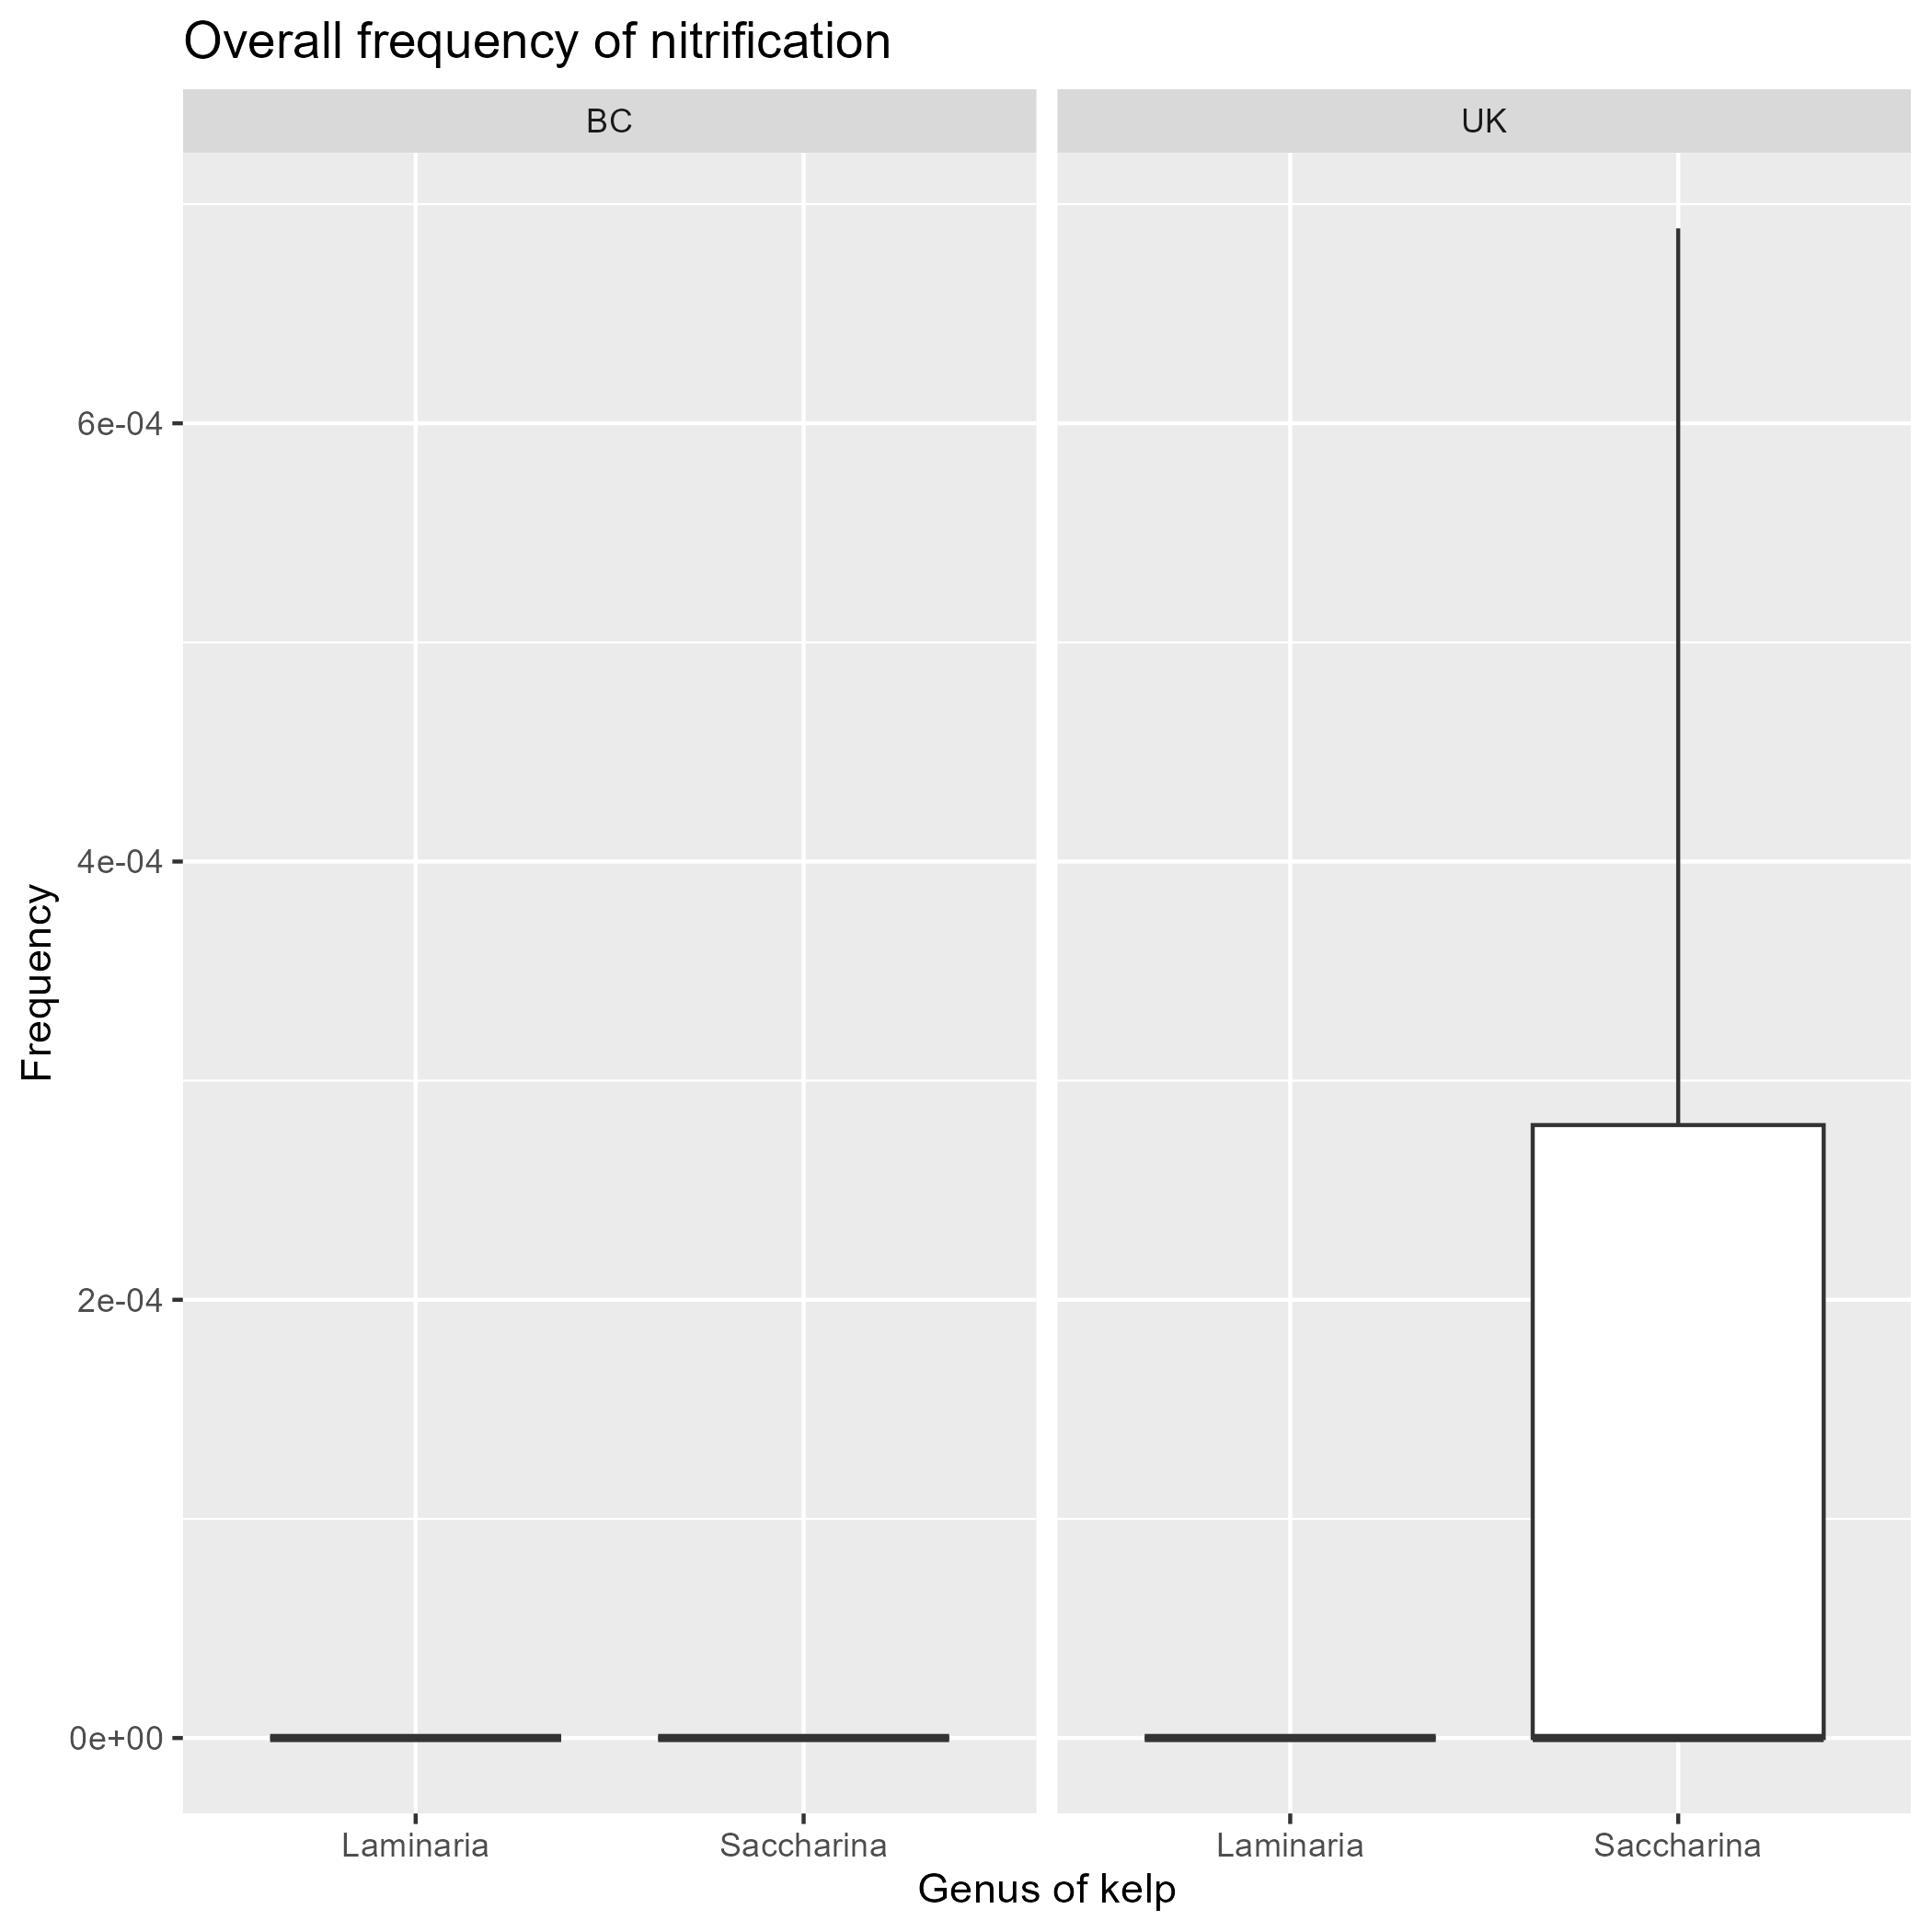 Overall frequency of nitrification
BC
UK
Frequency
6e-04
4e-04
2e-04
0e+00
Laminaria
Saccharina
Laminaria
Saccharina
Genus of kelp